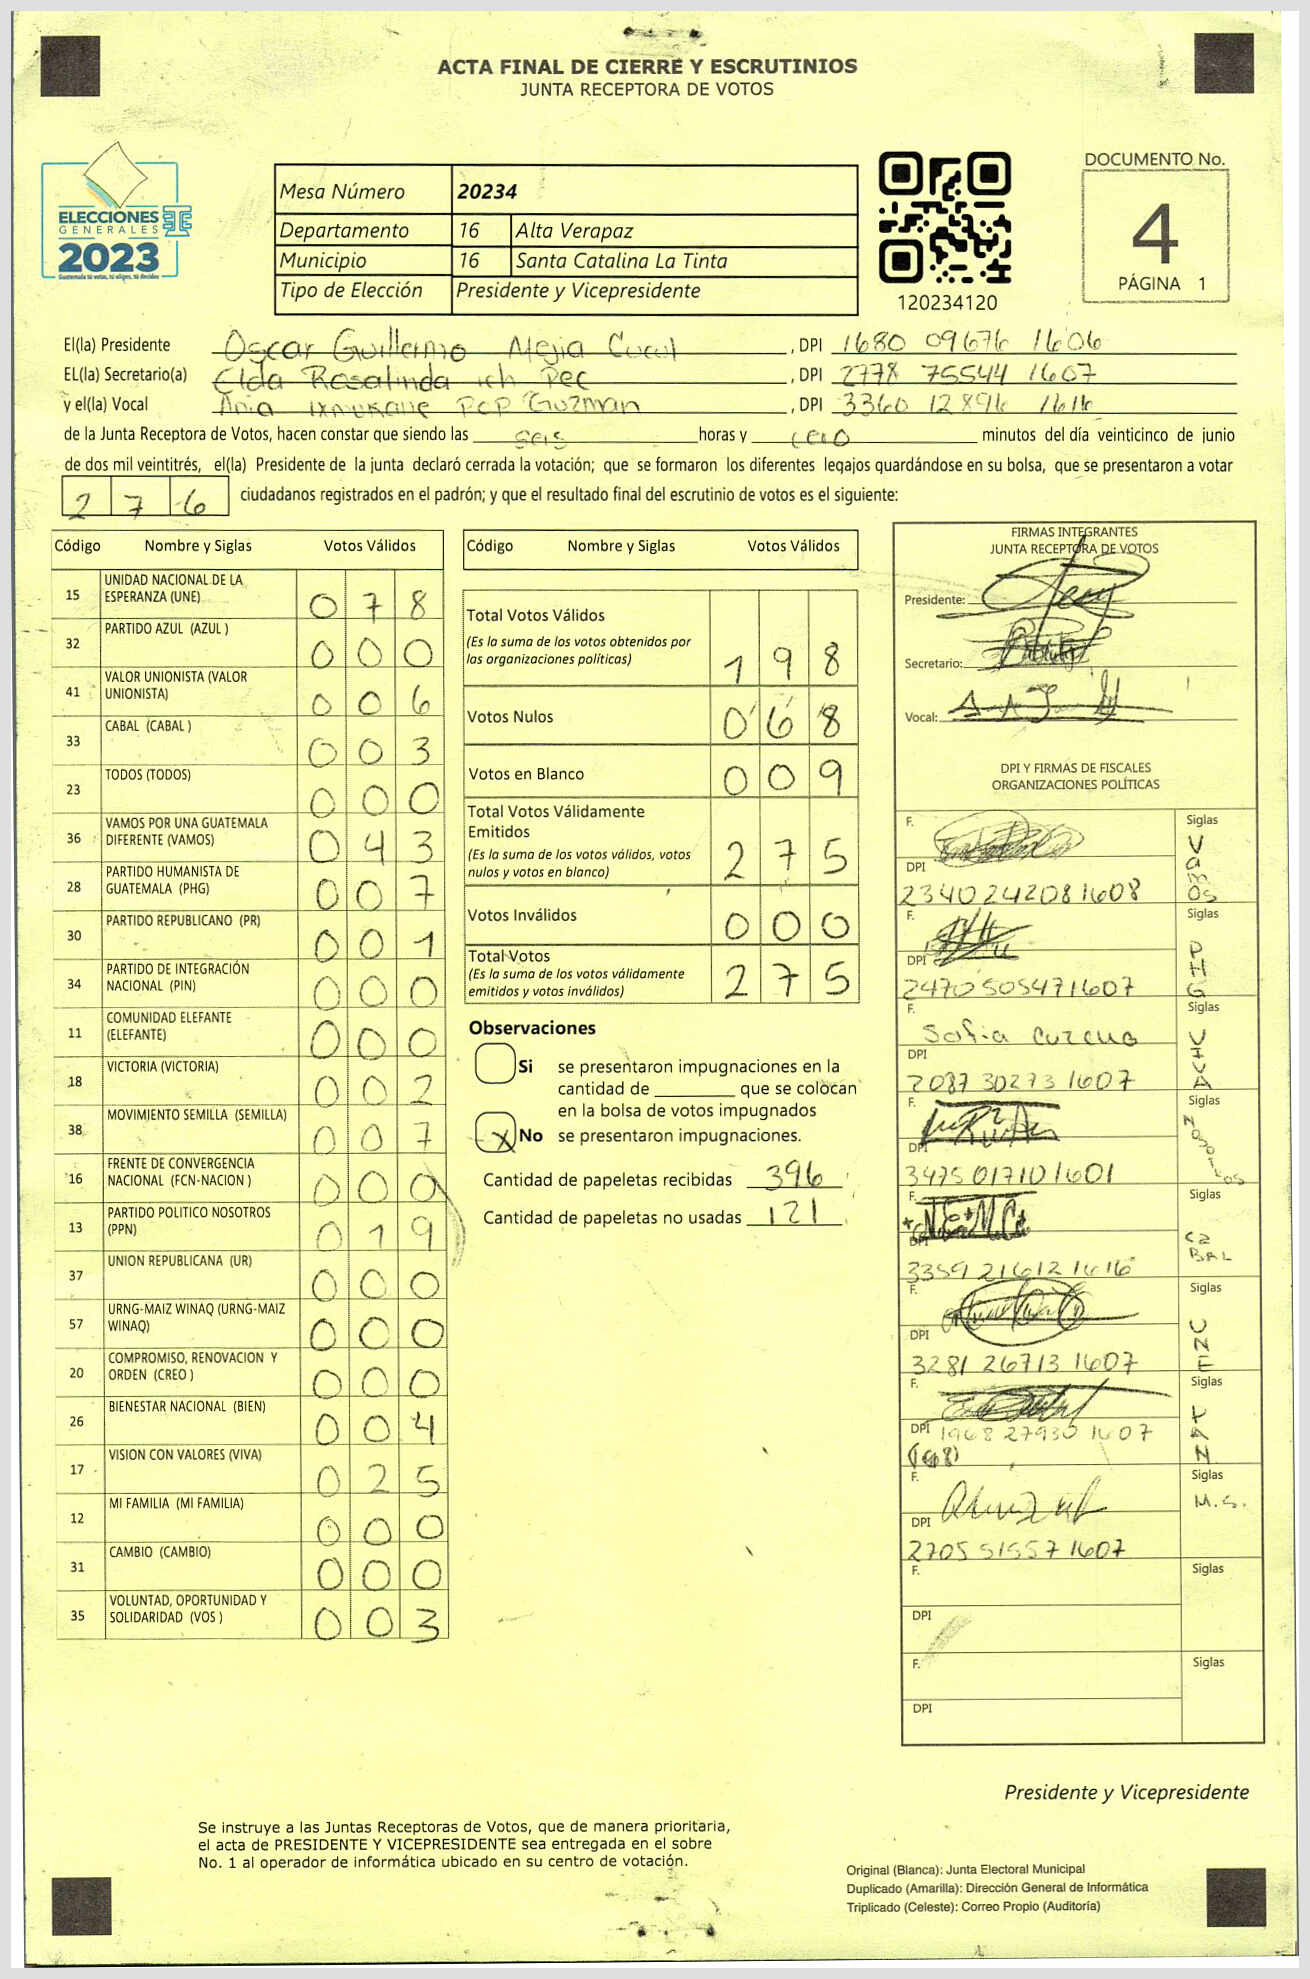 ACTA FINAL DE CIERRE Y ESCRUTINIOS
JUNTA RECEPTORA DE VOTOS
ELECCIONES
GENERALES
2023
Guatemala tú votas, tú eliges, tú decides
Mesa Número 20234
Departamento 16 Alta Verapaz
Municipio 16 Santa Catalina La Tinta
Tipo de Elección Presidente y Vicepresidente
120234120
DOCUMENTO No.
4
PÁGINA 1
El(la) Presidente Oscar Guillermo Mejia Cucul , DPI 1680 09676 1606
EL(la) Secretario(a) Elda Rosalinda ich Pec , DPI 2778 75544 1607
y el(la) Vocal Ania Ixmukane Pop Guzman , DPI 3360 12896 1616
de la Junta Receptora de Votos, hacen constar que siendo las seis horas y cero minutos del día veinticinco de junio
de dos mil veintitrés, el(la) Presidente de la junta declaró cerrada la votación; que se formaron los diferentes legajos guardándose en su bolsa, que se presentaron a votar
2 7 6 ciudadanos registrados en el padrón; y que el resultado final del escrutinio de votos es el siguiente:
Código Nombre y Siglas Votos Válidos
15 UNIDAD NACIONAL DE LA ESPERANZA (UNE) 0 7 8
32 PARTIDO AZUL (AZUL ) 0 0 0
41 VALOR UNIONISTA (VALOR UNIONISTA) 0 0 6
33 CABAL (CABAL ) 0 0 3
23 TODOS (TODOS) 0 0 0
36 VAMOS POR UNA GUATEMALA DIFERENTE (VAMOS) 0 4 3
28 PARTIDO HUMANISTA DE GUATEMALA (PHG) 0 0 7
30 PARTIDO REPUBLICANO (PR) 0 0 1
34 PARTIDO DE INTEGRACIÓN NACIONAL (PIN) 0 0 0
11 COMUNIDAD ELEFANTE (ELEFANTE) 0 0 0
18 VICTORIA (VICTORIA) 0 0 2
38 MOVIMIENTO SEMILLA (SEMILLA) 0 0 7
16 FRENTE DE CONVERGENCIA NACIONAL (FCN-NACION ) 0 0 0
13 PARTIDO POLITICO NOSOTROS (PPN) 0 1 9
37 UNION REPUBLICANA (UR) 0 0 0
57 URNG-MAIZ WINAQ (URNG-MAIZ WINAQ) 0 0 0
20 COMPROMISO, RENOVACION Y ORDEN (CREO ) 0 0 0
26 BIENESTAR NACIONAL (BIEN) 0 0 4
17 VISION CON VALORES (VIVA) 0 2 5
12 MI FAMILIA (MI FAMILIA) 0 0 0
31 CAMBIO (CAMBIO) 0 0 0
35 VOLUNTAD, OPORTUNIDAD Y SOLIDARIDAD (VOS ) 0 0 3
Código Nombre y Siglas Votos Válidos
Total Votos Válidos
(Es la suma de los votos obtenidos por
las organizaciones políticas) 1 9 8
Votos Nulos 0 6 8
Votos en Blanco 0 0 9
Total Votos Válidamente
Emitidos
(Es la suma de los votos válidos, votos
nulos y votos en blanco) 2 7 5
Votos Inválidos 0 0 0
Total Votos
(Es la suma de los votos válidamente
emitidos y votos inválidos) 2 7 5
Observaciones
Si se presentaron impugnaciones en la
cantidad de ________ que se colocan
en la bolsa de votos impugnados
X No se presentaron impugnaciones.
Cantidad de papeletas recibidas 396
Cantidad de papeletas no usadas 121
FIRMAS INTEGRANTES
JUNTA RECEPTORA DE VOTOS
Presidente:
Secretario:
Vocal:
DPI Y FIRMAS DE FISCALES
ORGANIZACIONES POLÍTICAS
F. Siglas Vamos
DPI
2340 24208 1608
F. Siglas PHG
DPI
2470 50547 1607
F. Sofia Siglas VIVA
DPI
2087 30273 1607
F. Siglas
DPI
3475 01710 1601
F. Siglas CABAL
DPI
3359 21612 1616
F. Siglas UNE
DPI
3281 26713 1607
F. Siglas
DPI 1968 27930 1607
F. Siglas M.S.
DPI
2705 51557 1607
F. Siglas
DPI
F. Siglas
DPI
Presidente y Vicepresidente
Se instruye a las Juntas Receptoras de Votos, que de manera prioritaria,
el acta de PRESIDENTE Y VICEPRESIDENTE sea entregada en el sobre
No. 1 al operador de informática ubicado en su centro de votación.
Original (Blanca): Junta Electoral Municipal
Duplicado (Amarilla): Dirección General de Informática
Triplicado (Celeste): Correo Propio (Auditoría)